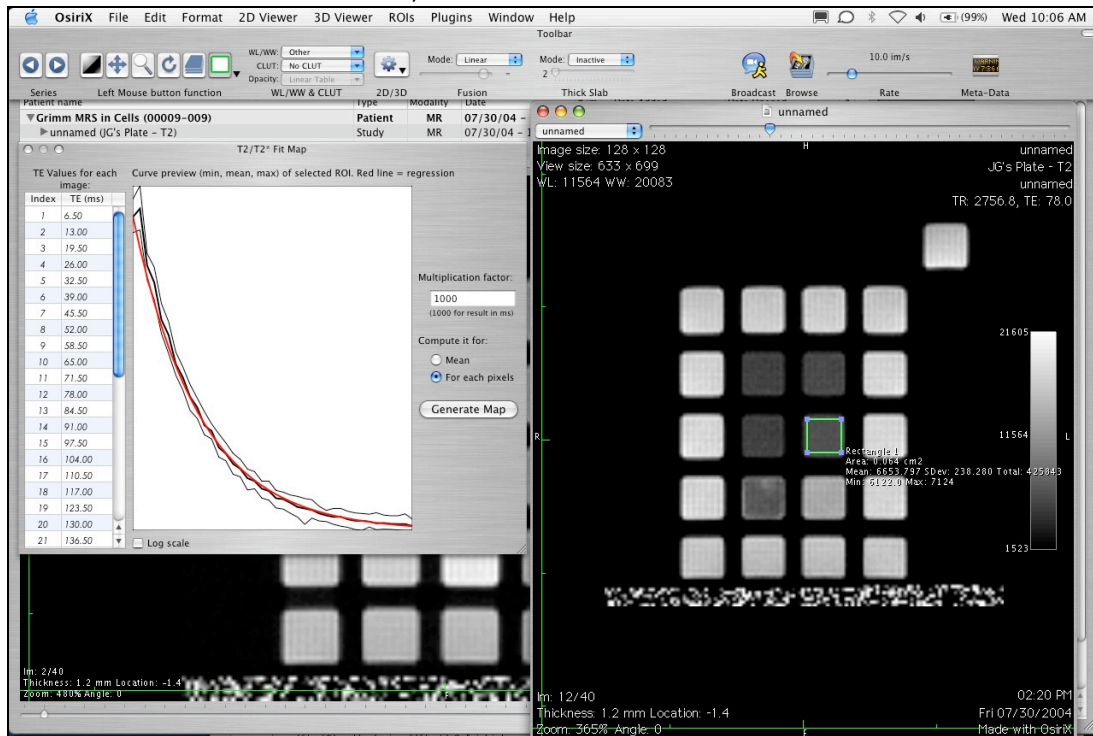 OsiriX File Edit Format 2D Viewer 3D Viewer ROIs Plugins Window Help (99%) Wed 10:06 AM
Toolbar
WL/WW: Other
CLUT: No CLUT
Opacity: Linear Table
Mode: Linear
Mode: Inactive
2
10.0 im/s
Series Left Mouse button function WL/WW & CLUT 2D/3D Fusion Thick Slab Broadcast Browse Rate Meta-Data
Patient name Type Modality Date
Grimm MRS in Cells (00009-009) Patient MR 07/30/04 -
unnamed (JG's Plate - T2) Study MR 07/30/04 - 1
T2/T2* Fit Map
TE Values for each image:
Curve preview (min, mean, max) of selected ROI. Red line = regression
Index TE (ms)
1 6.50
2 13.00
3 19.50
4 26.00
5 32.50
6 39.00
7 45.50
8 52.00
9 58.50
10 65.00
11 71.50
12 78.00
13 84.50
14 91.00
15 97.50
16 104.00
17 110.50
18 117.00
19 123.50
20 130.00
21 136.50
Multiplication factor:
1000
(1000 for result in ms)
Compute it for:
Mean
For each pixels
Generate Map
Log scale
Im: 2/40
Thickness: 1.2 mm Location: -1.4
Zoom: 480% Angle: 0
unnamed
unnamed
Image size: 128 x 128
View size: 633 x 699
WL: 11564 WW: 20083
H
unnamed
JG's Plate - T2
unnamed
TR: 2756.8, TE: 78.0
21605
11564
1523
R
L
Rectangle 1
Area: 0.064 cm2
Mean: 6653.797 SDev: 238.280 Total: 425843
Min: 6122.0 Max: 7124
Im: 12/40
Thickness: 1.2 mm Location: -1.4
Zoom: 365% Angle: 0
02:20 PM
Fri 07/30/2004
Made with OsiriX